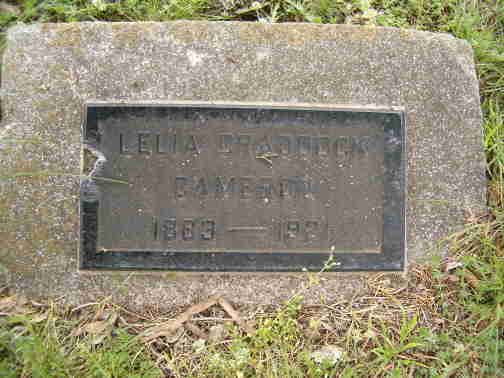 LELIA CRADDOCK
CAMERON
1883 — 1921